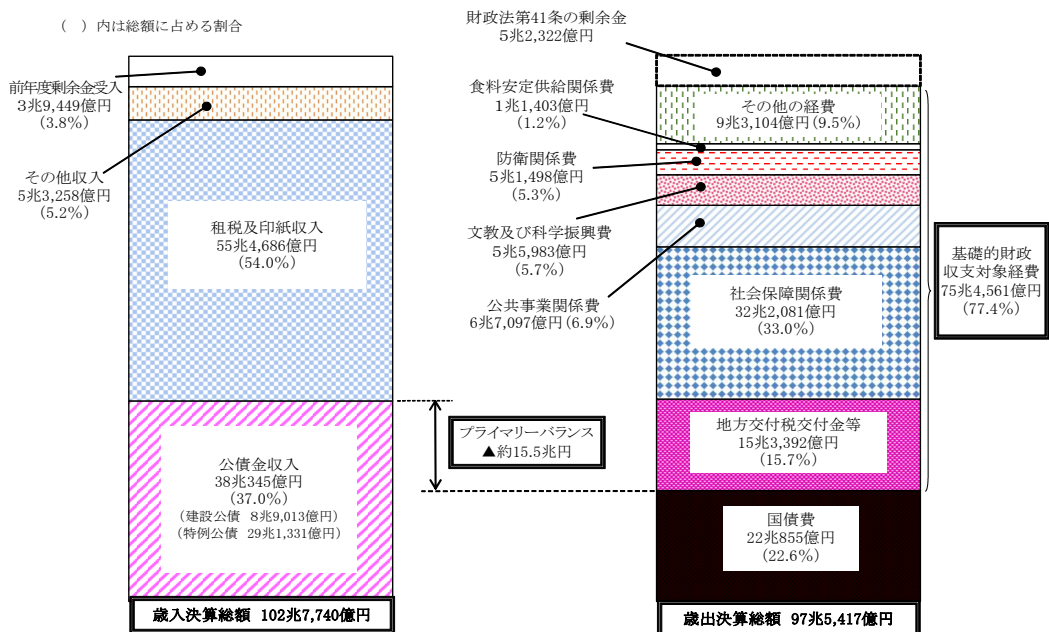 （　）内は総額に占める割合
前年度剰余金受入
3兆9,449億円
(3.8%)
その他収入
5兆3,258億円
(5.2%)
租税及印紙収入
55兆4,686億円
(54.0%)
公債金収入
38兆345億円
(37.0%)
(建設公債 8兆9,013億円)
(特例公債 29兆1,331億円)
歳入決算総額 102兆7,740億円
プライマリーバランス
▲約15.5兆円
財政法第41条の剰余金
5兆2,322億円
食料安定供給関係費
1兆1,403億円
(1.2%)
防衛関係費
5兆1,498億円
(5.3%)
文教及び科学振興費
5兆5,983億円
(5.7%)
公共事業関係費
6兆7,097億円(6.9%)
その他の経費
9兆3,104億円(9.5%)
社会保障関係費
32兆2,081億円
(33.0%)
地方交付税交付金等
15兆3,392億円
(15.7%)
国債費
22兆855億円
(22.6%)
歳出決算総額 97兆5,417億円
基礎的財政
収支対象経費
75兆4,561億円
(77.4%)